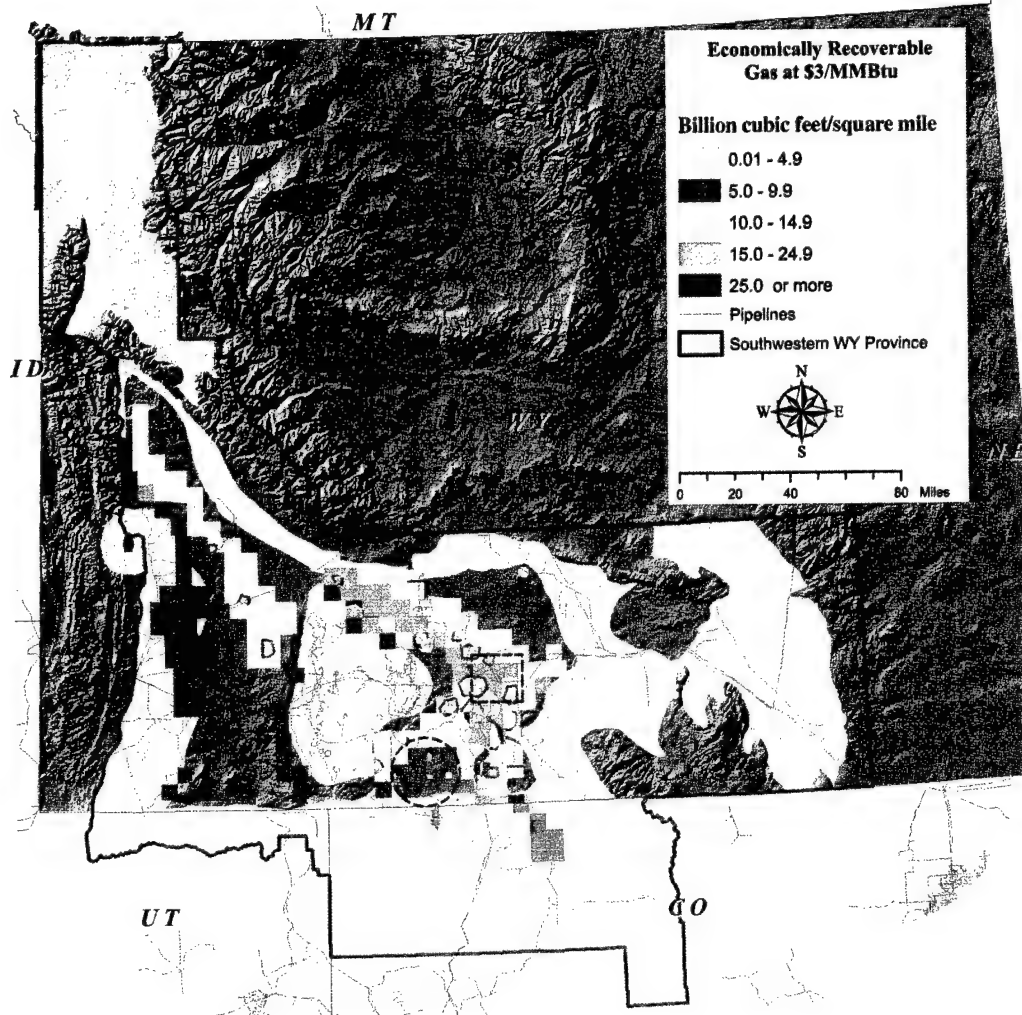 MT
Economically Recoverable
Gas at $3/MMBtu
Billion cubic feet/square mile
0.01 - 4.9
5.0 - 9.9
10.0 - 14.9
15.0 - 24.9
25.0 or more
Pipelines
Southwestern WY Province
ID
N
W E
S
WY
NE
0 20 40 80 Miles
UT
CO